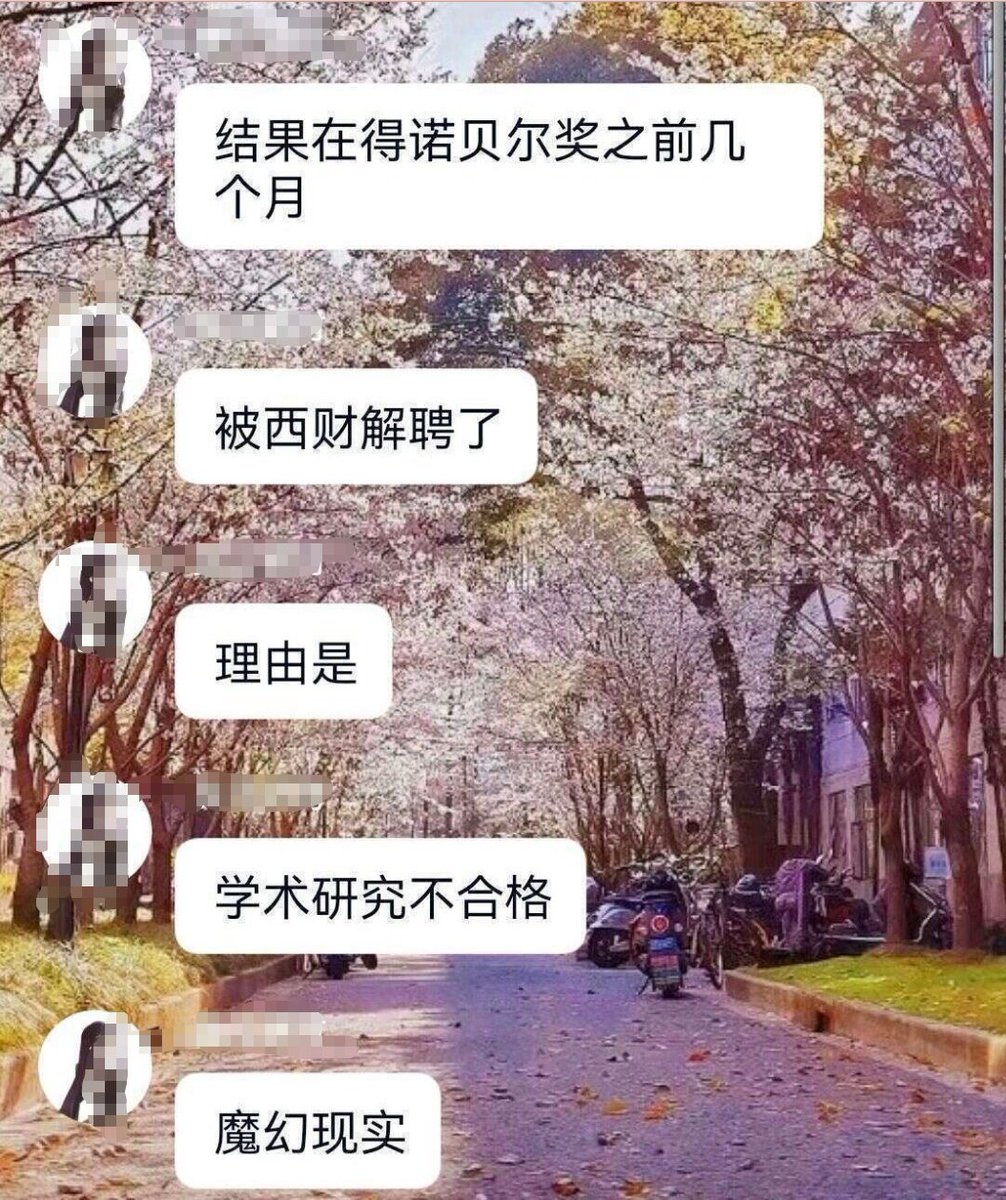 结果在得诺贝尔奖之前几
个月
被西财解聘了
理由是
学术研究不合格
魔幻现实